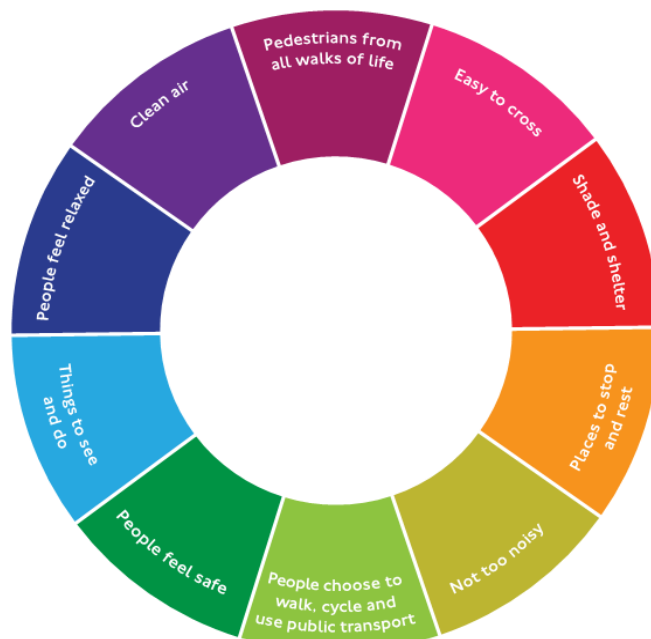 Pedestrians from
all walks of life
Easy to cross
Shade and shelter
Places to stop
and rest
Not too noisy
People choose to
walk, cycle and
use public transport
People feel safe
Things to see
and do
People feel relaxed
Clean air